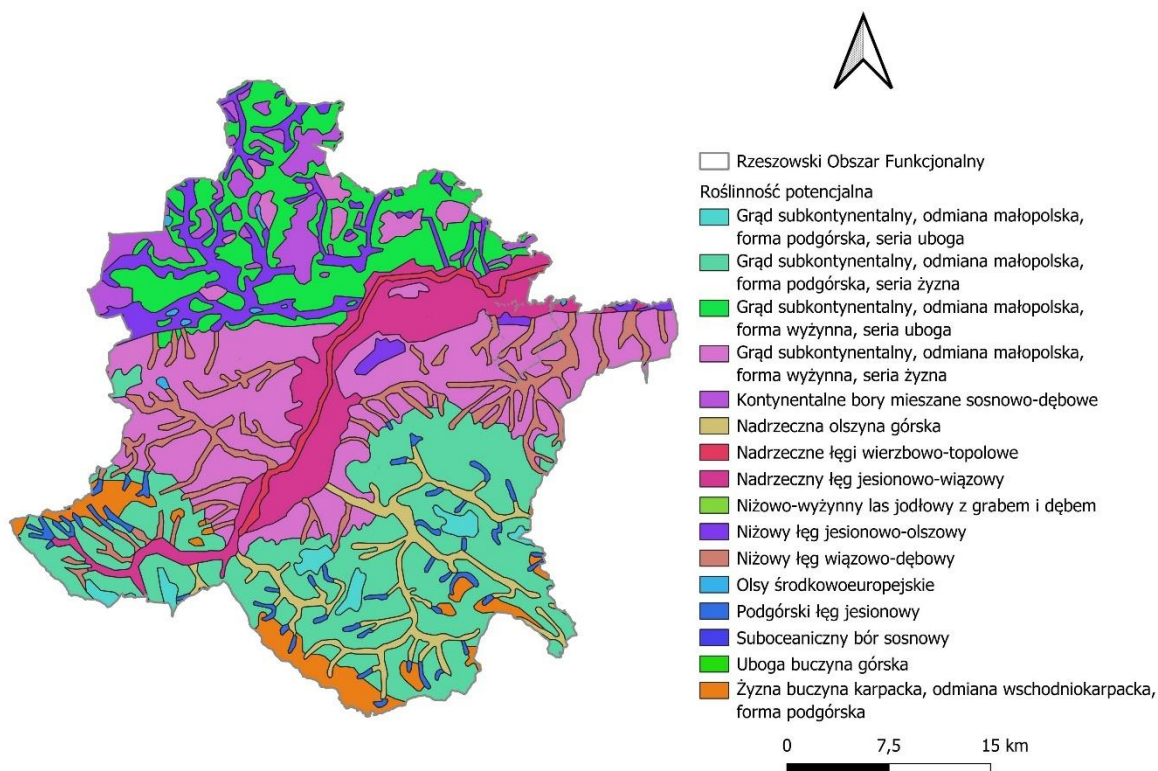 Rzeszowski Obszar Funkcjonalny
Roślinność potencjalna
Grąd subkontynentalny, odmiana małopolska,
forma podgórska, seria uboga
Grąd subkontynentalny, odmiana małopolska,
forma podgórska, seria żyzna
Grąd subkontynentalny, odmiana małopolska,
forma wyżynna, seria uboga
Grąd subkontynentalny, odmiana małopolska,
forma wyżynna, seria żyzna
Kontynentalne bory mieszane sosnowo-dębowe
Nadrzeczna olszyna górska
Nadrzeczne łęgi wierzbowo-topolowe
Nadrzeczny łęg jesionowo-wiązowy
Niżowo-wyżynny las jodłowy z grabem i dębem
Niżowy łęg jesionowo-olszowy
Niżowy łęg wiązowo-dębowy
Olsy środkowoeuropejskie
Podgórski łęg jesionowy
Suboceaniczny bór sosnowy
Uboga buczyna górska
Żyzna buczyna karpacka, odmiana wschodniokarpacka,
forma podgórska
0 7,5 15 km